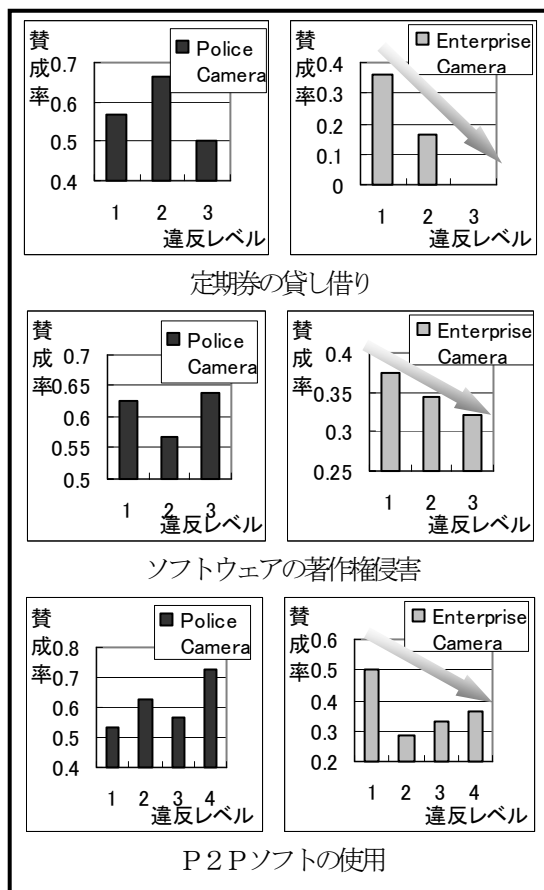 賛成率
Police Camera
0.7
0.6
0.5
0.4
1 2 3
違反レベル
賛成率
Enterprise Camera
0.4
0.3
0.2
0.1
0
1 2 3
違反レベル
定期券の貸し借り
賛成率
Police Camera
0.7
0.65
0.6
0.55
0.5
1 2 3
違反レベル
賛成率
Enterprise Camera
0.4
0.35
0.3
0.25
1 2 3
違反レベル
ソフトウェアの著作権侵害
賛成率
Police Camera
0.8
0.7
0.6
0.5
0.4
1 2 3 4
違反レベル
賛成率
Enterprise Camera
0.6
0.5
0.4
0.3
0.2
1 2 3 4
違反レベル
P2Pソフトの使用